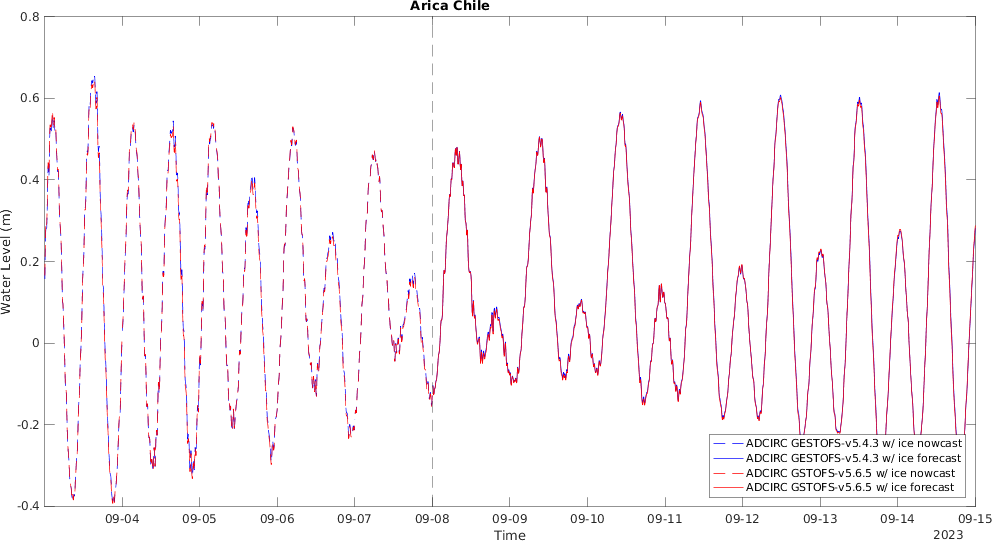 Arica Chile
0.8
0.6
0.4
0.2
0
-0.2
-0.4
Water Level (m)
ADCIRC GESTOFS-v5.4.3 w/ ice nowcast
ADCIRC GESTOFS-v5.4.3 w/ ice forecast
ADCIRC GSTOFS-v5.6.5 w/ ice nowcast
ADCIRC GSTOFS-v5.6.5 w/ ice forecast
09-04 09-05 09-06 09-07 09-08 09-09 09-10 09-11 09-12 09-13 09-14 09-15
Time
2023